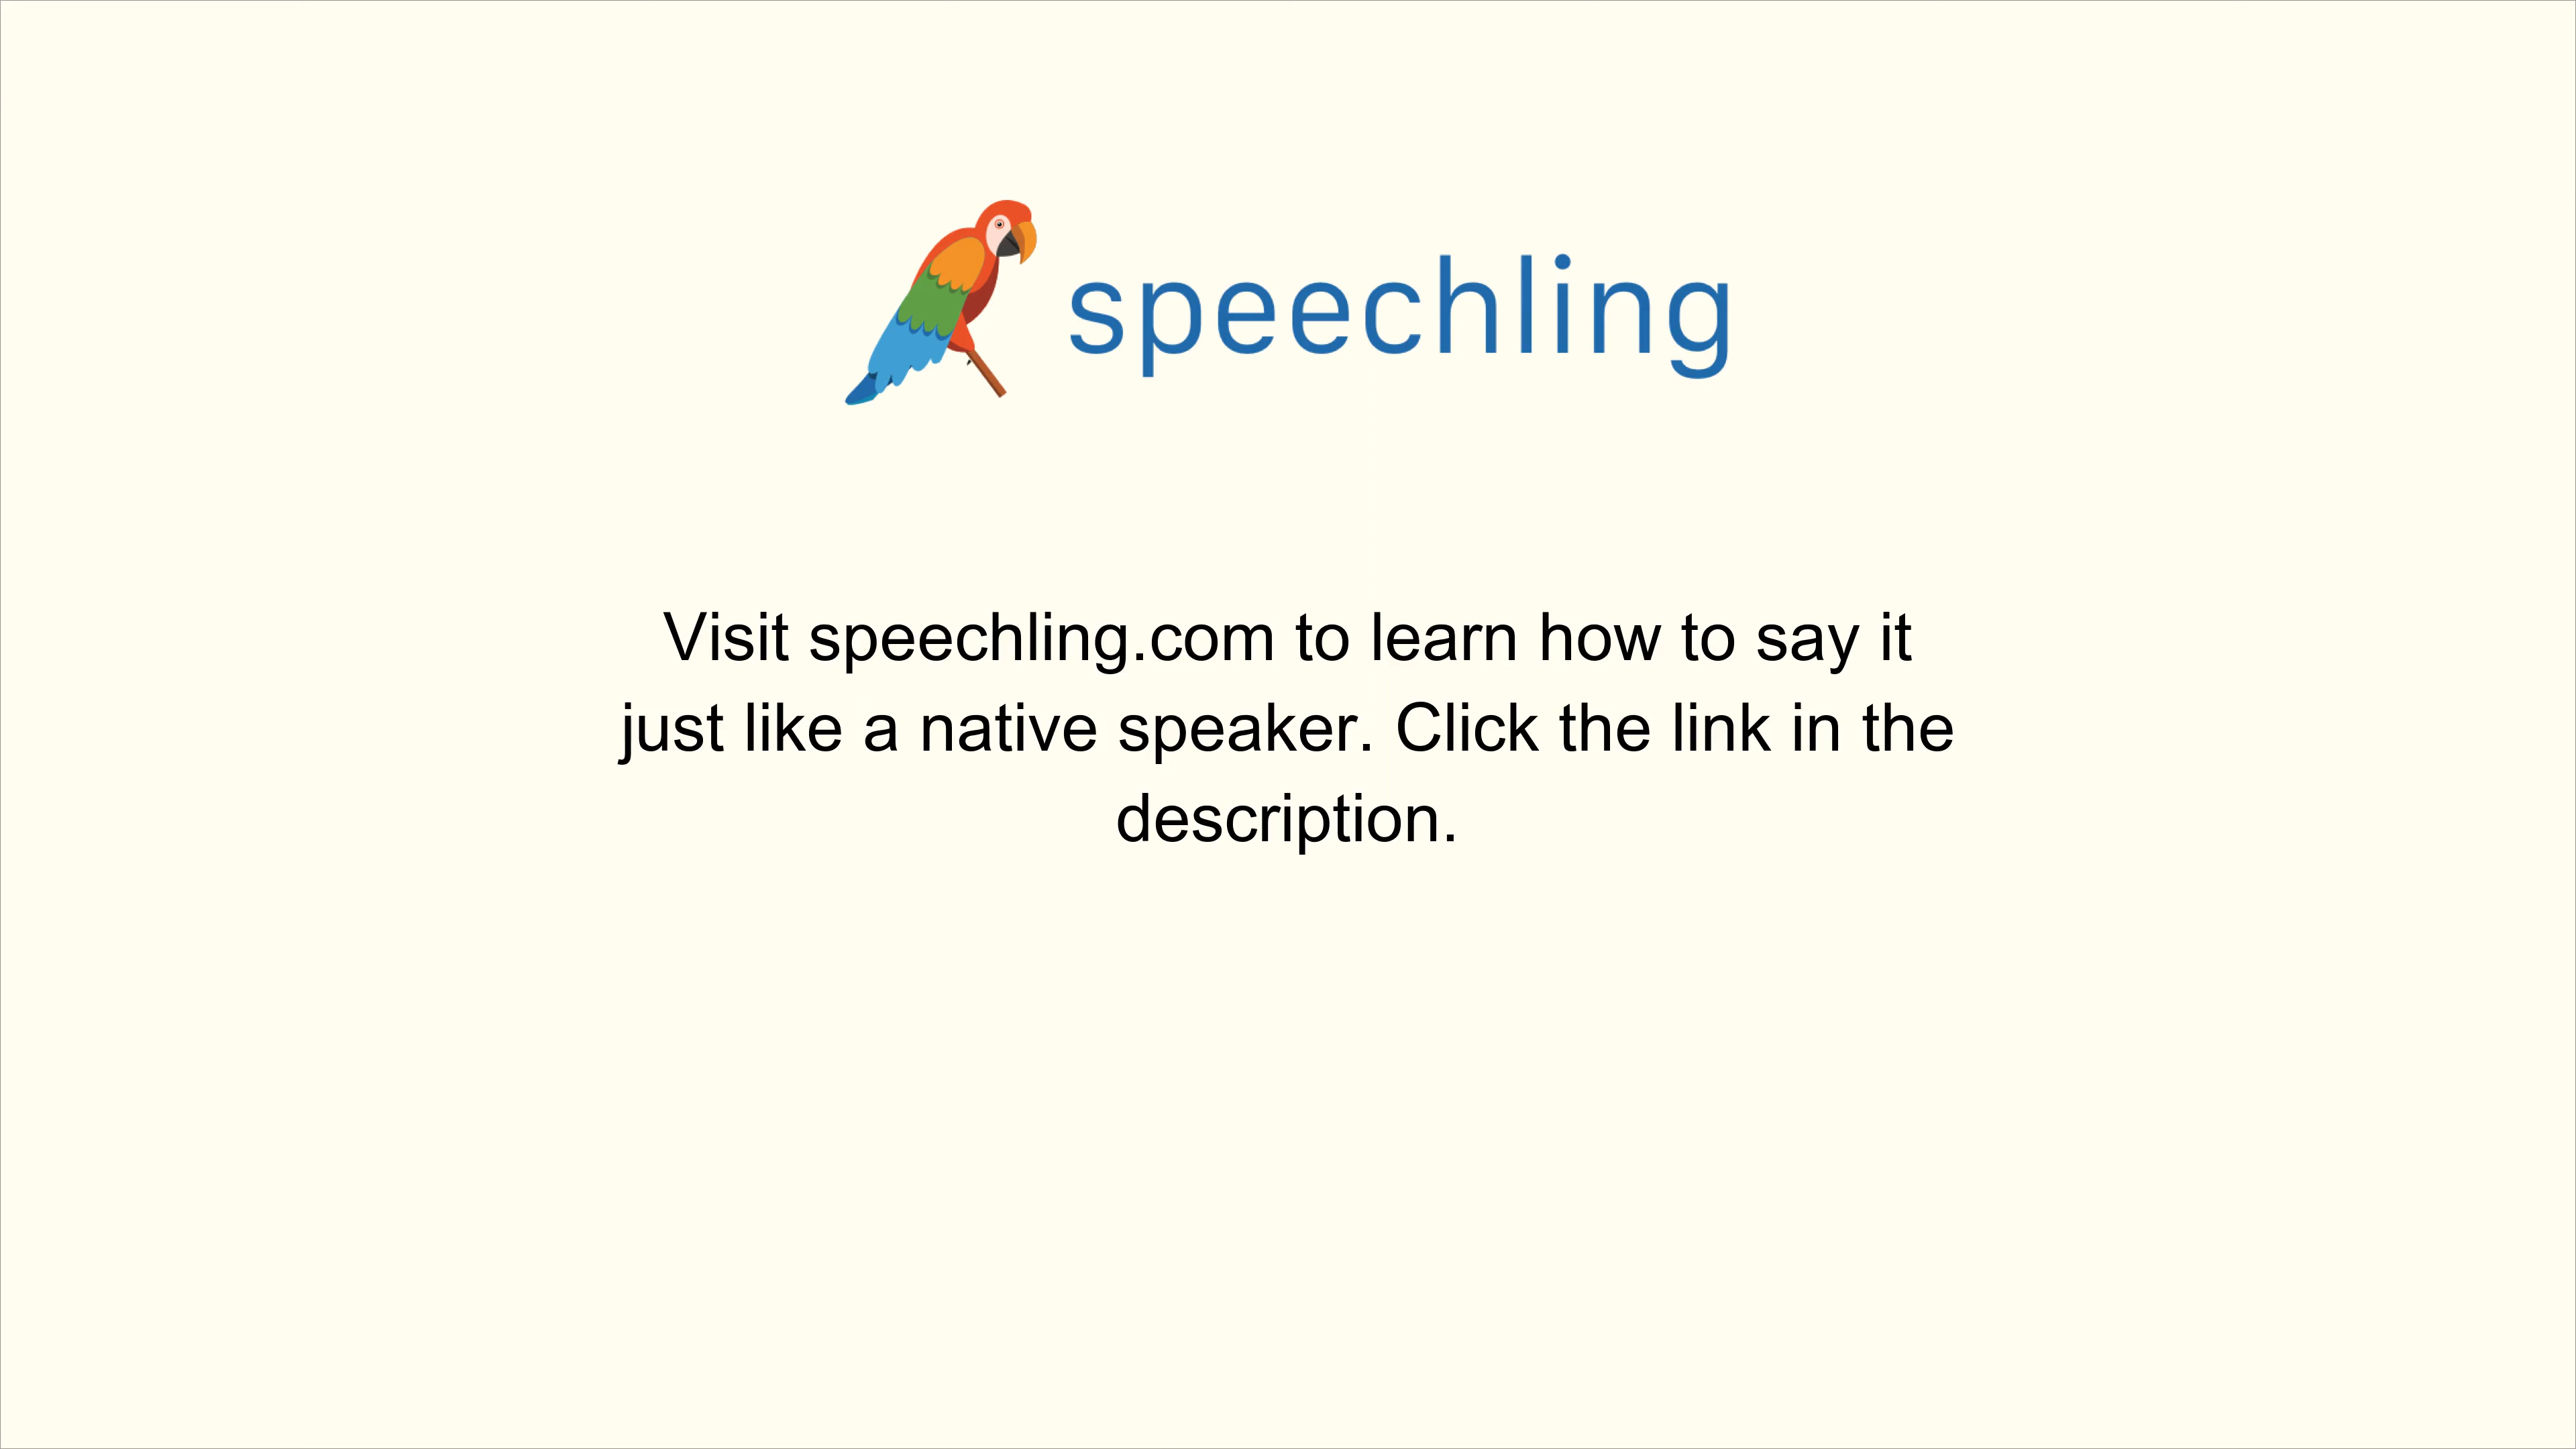 speechling
Visit speechling.com to learn how to say it
just like a native speaker. Click the link in the
description.